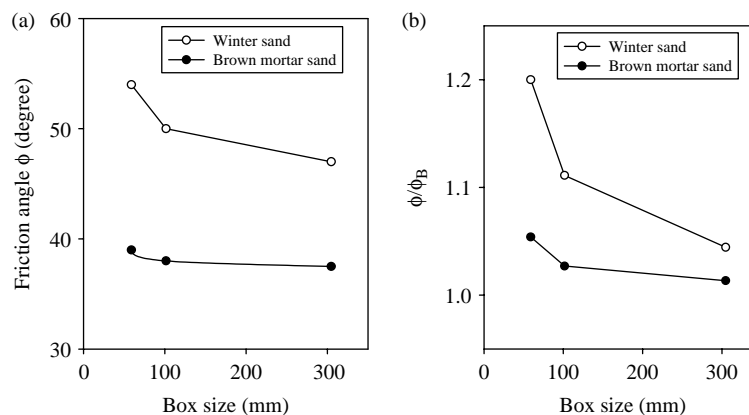 (a)
60
50
40
30
Friction angle ϕ (degree)
Winter sand
Brown mortar sand
0 100 200 300
Box size (mm)
(b)
1.2
1.1
1.0
ϕ/ϕB
Winter sand
Brown mortar sand
0 100 200 300
Box size (mm)